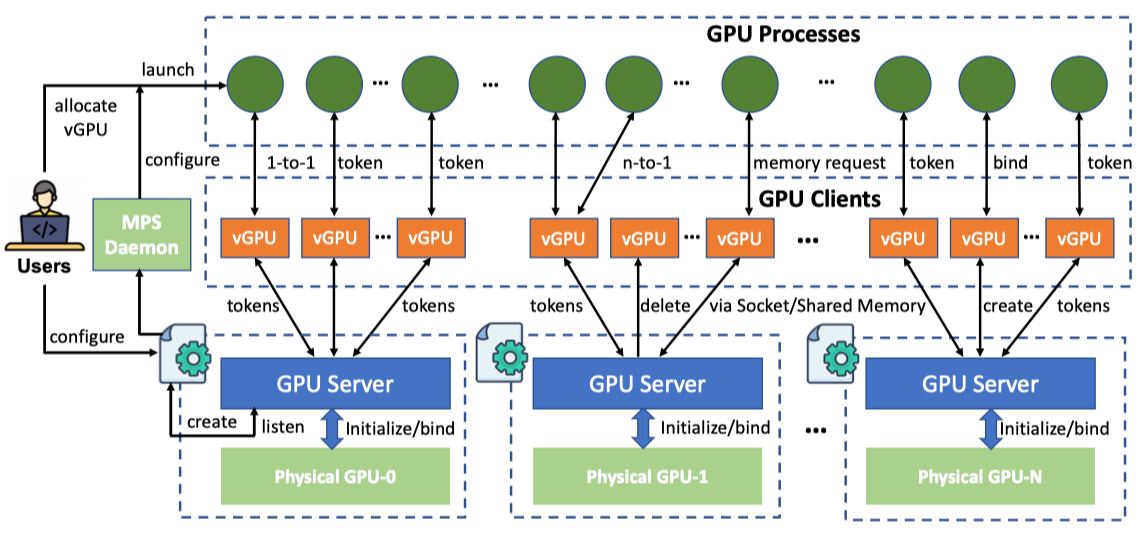 GPU Processes
launch
...
...
...
...
allocate
vGPU
configure
1-to-1
token
token
n-to-1
memory request
token
bind
token
GPU Clients
MPS
Daemon
Users
vGPU
vGPU
...
vGPU
vGPU
vGPU
...
vGPU
...
vGPU
vGPU
...
vGPU
tokens
tokens
tokens
delete
via Socket/Shared Memory
create
tokens
configure
GPU Server
GPU Server
GPU Server
create
listen
Initialize/bind
Initialize/bind
...
Initialize/bind
Physical GPU-0
Physical GPU-1
Physical GPU-N